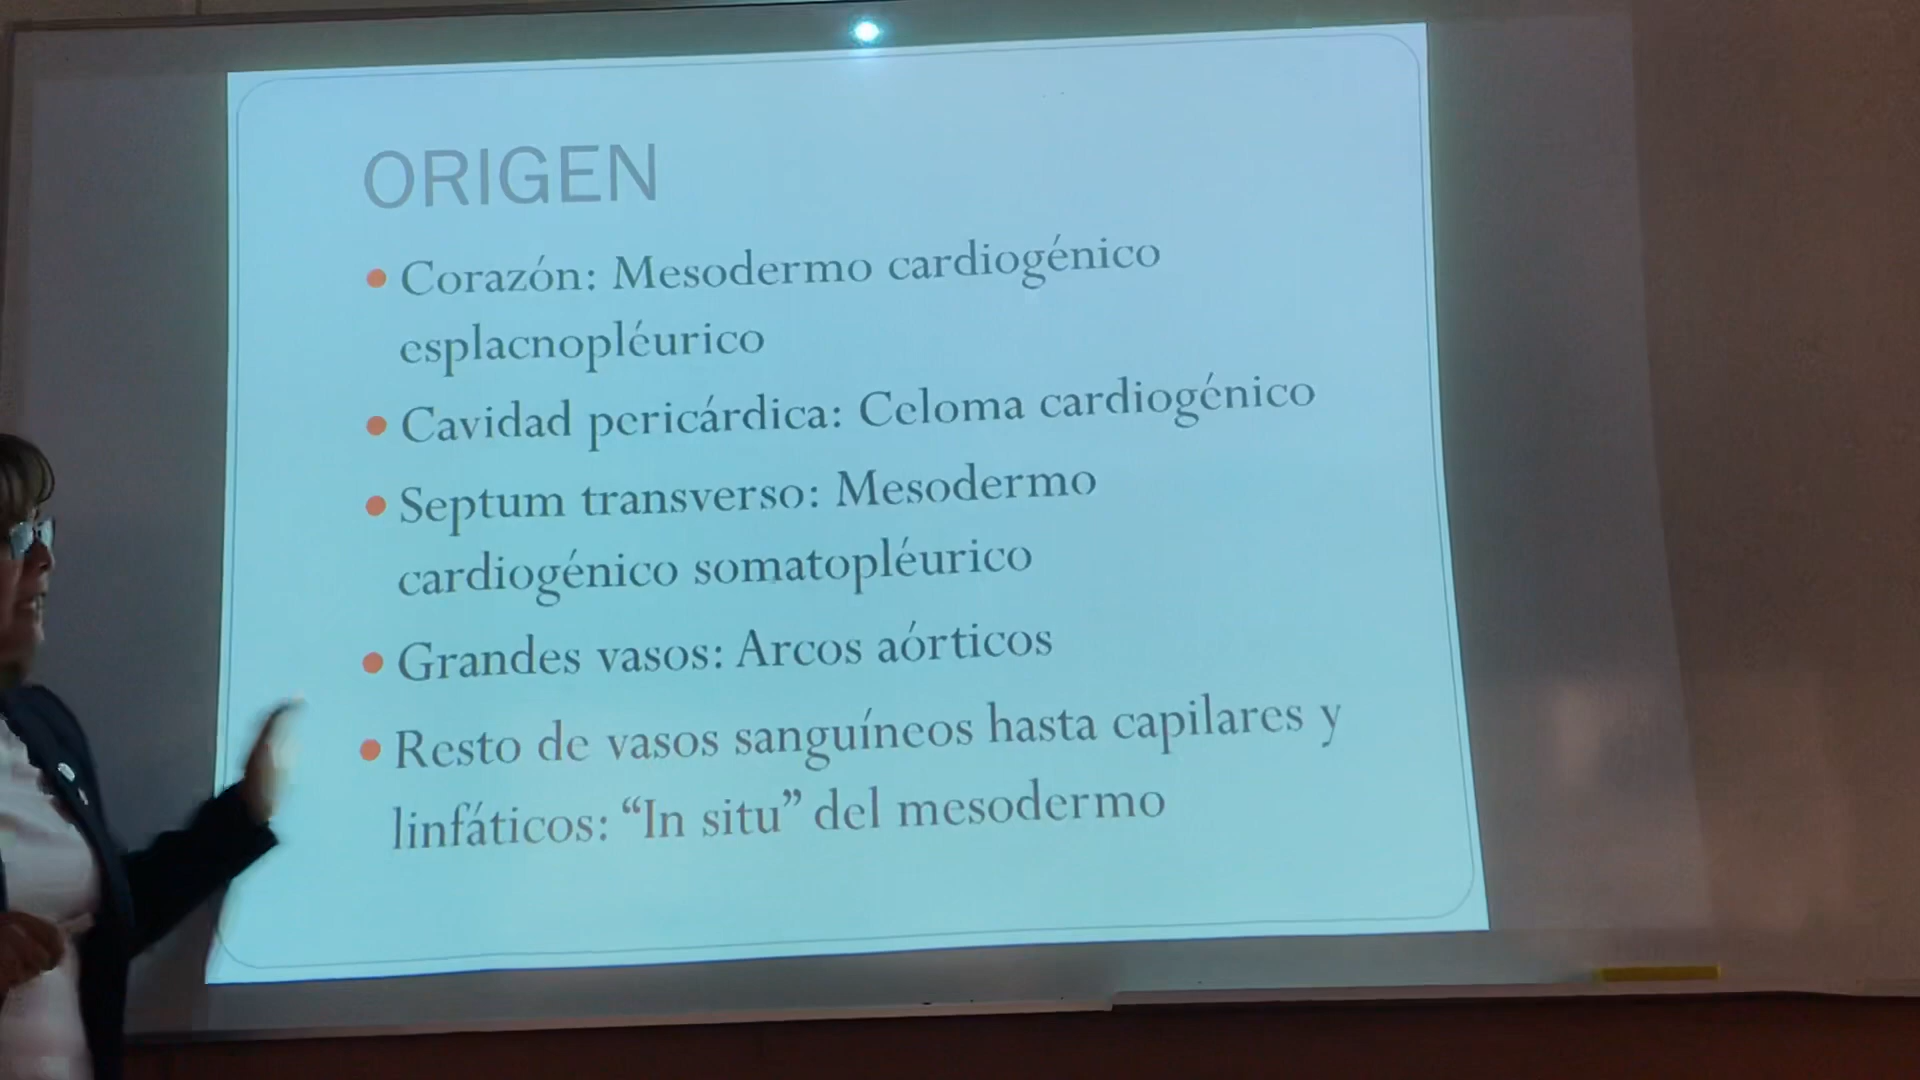 ORIGEN
• Corazón: Mesodermo cardiogénico
esplacnopléurico
• Cavidad pericárdica: Celoma cardiogénico
• Septum transverso: Mesodermo
cardiogénico somatopléurico
• Grandes vasos: Arcos aórticos
• Resto de vasos sanguíneos hasta capilares y
linfáticos: “In situ” del mesodermo